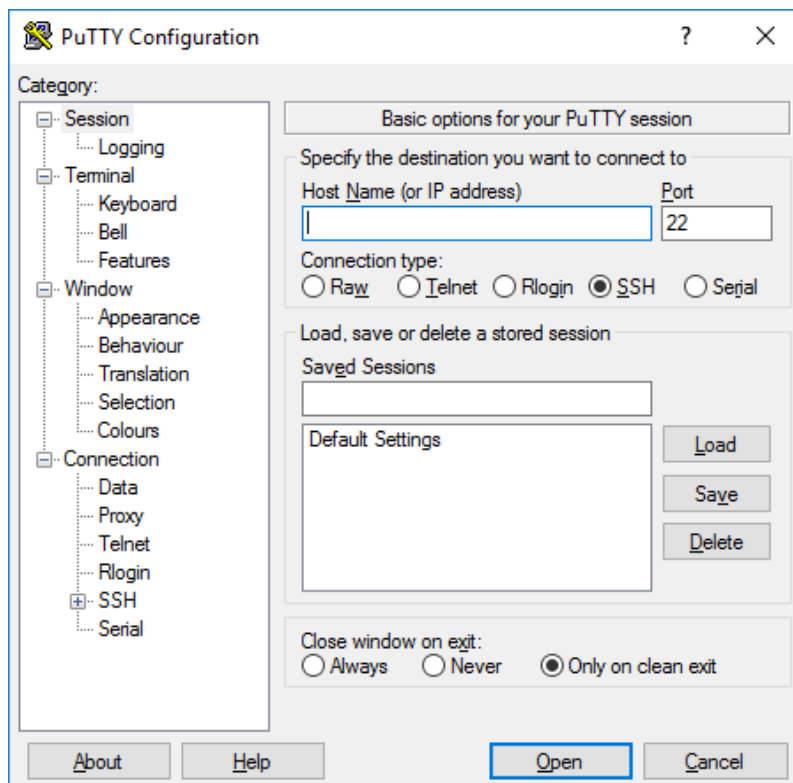 PuTTY Configuration
?
Category:
Session
Logging
Terminal
Keyboard
Bell
Features
Window
Appearance
Behaviour
Translation
Selection
Colours
Connection
Data
Proxy
Telnet
Rlogin
SSH
Serial
Basic options for your PuTTY session
Specify the destination you want to connect to
Host Name (or IP address) Port
22
Connection type:
Raw Telnet Rlogin SSH Serial
Load, save or delete a stored session
Saved Sessions
Default Settings
Load
Save
Delete
Close window on exit:
Always Never Only on clean exit
About Help Open Cancel